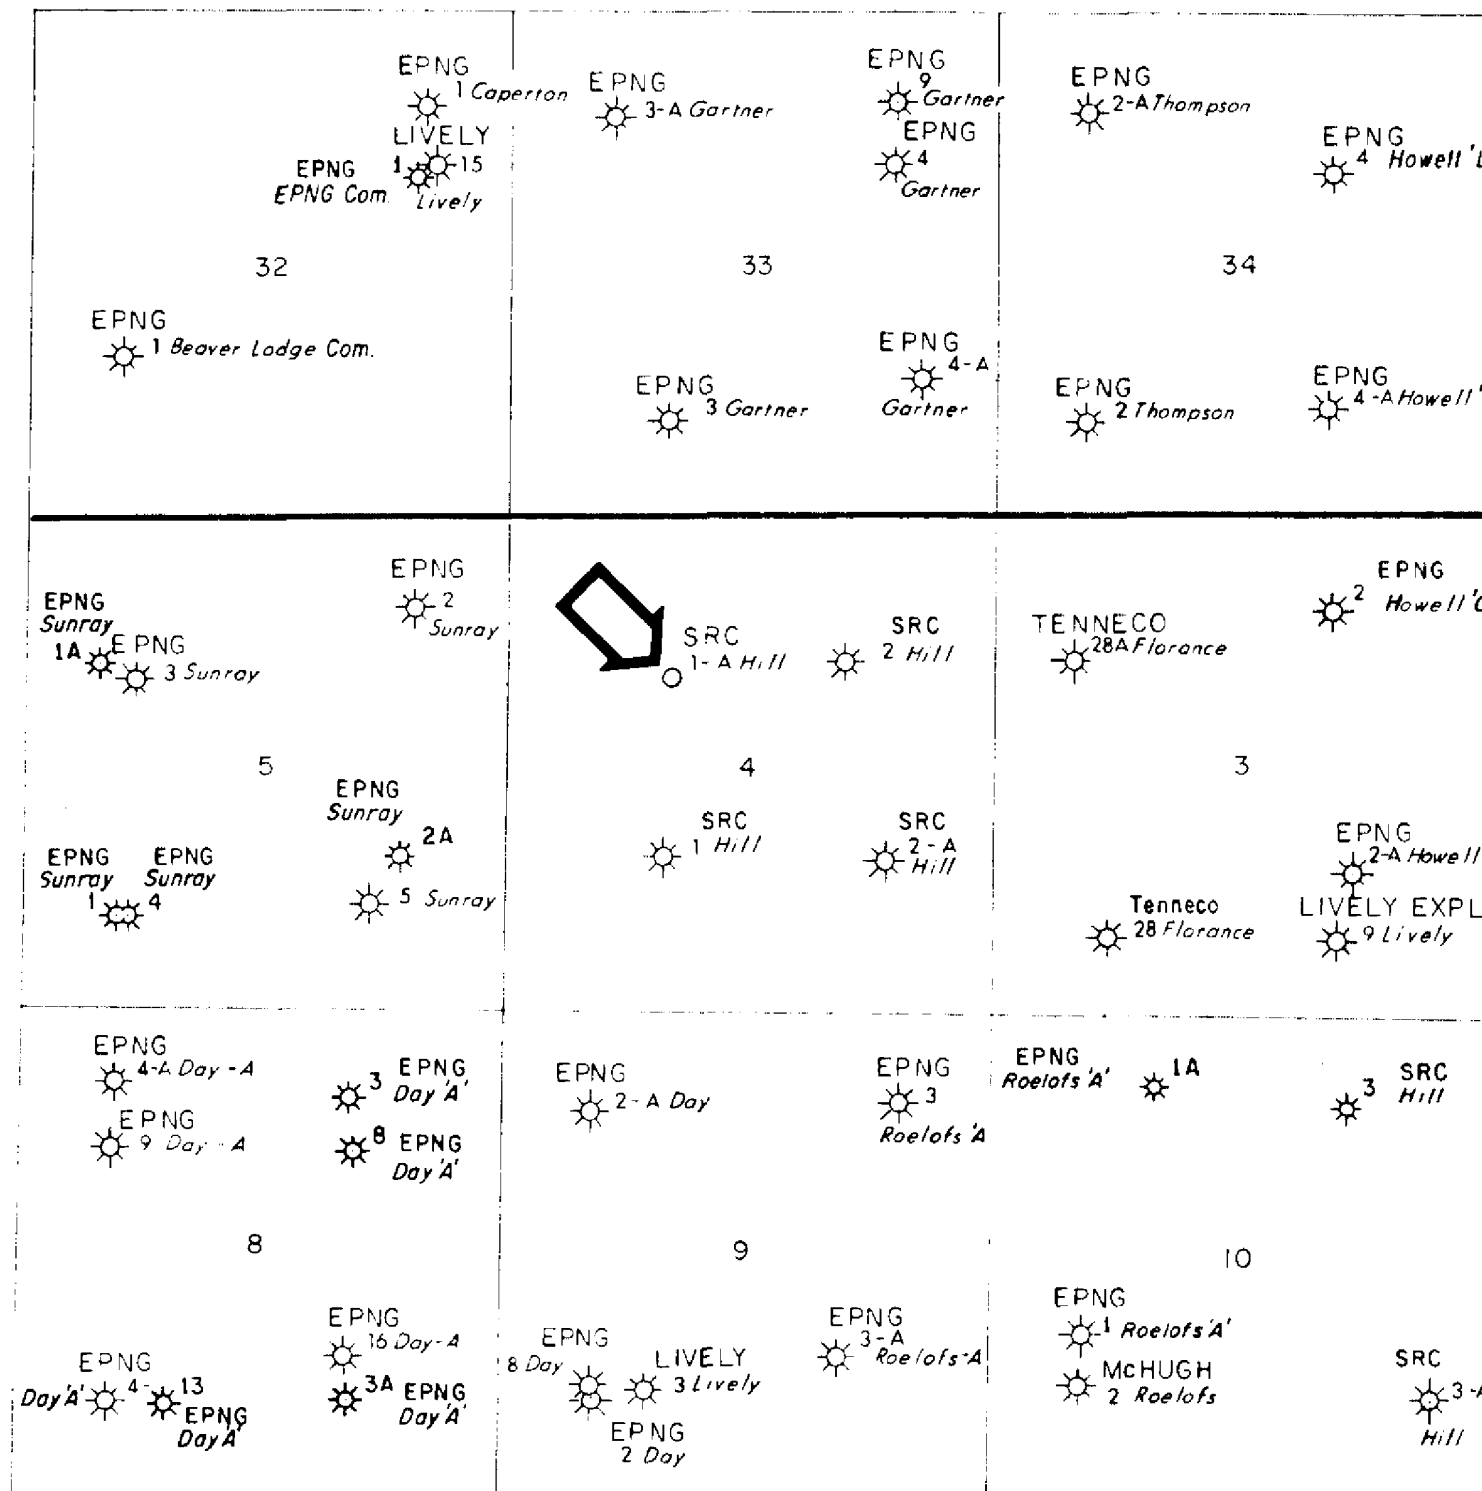 EPNG
1 Caperton
LIVELY
15
EPNG 1
EPNG Com. Lively
32
EPNG
1 Beaver Lodge Com.
EPNG
3-A Gartner
EPNG
9
Gartner
EPNG
4
Gartner
33
EPNG
3 Gartner
EPNG
4-A
Gartner
EPNG
2-A Thompson
EPNG
4 Howell
34
EPNG
2 Thompson
EPNG
4-A Howell
EPNG
Sunray
1A
EPNG
3 Sunray
EPNG
2
Sunray
5
EPNG
Sunray
2A
5 Sunray
EPNG
Sunray
1
EPNG
Sunray
4
SRC
1-A Hill
SRC
2 Hill
4
SRC
1 Hill
SRC
2-A
Hill
TENNECO
28A Florance
EPNG
2 Howell
3
EPNG
2-A Howell
Tenneco
28 Florance
LIVELY EXPL
9 Lively
EPNG
4-A Day-A
EPNG
9 Day-A
3 EPNG
Day 'A'
8 EPNG
Day 'A'
8
EPNG
16 Day-A
3A EPNG
Day 'A'
EPNG
Day 'A' 4-
13
EPNG
Day 'A'
EPNG
2-A Day
EPNG
3
Roelofs 'A
9
EPNG
8 Day
LIVELY
3 Lively
EPNG
2 Day
EPNG
3-A
Roelofs-A
EPNG
Roelofs 'A'
1A
3 SRC
Hill
10
EPNG
1 Roelofs 'A'
McHUGH
2 Roelofs
SRC
3-A
Hill